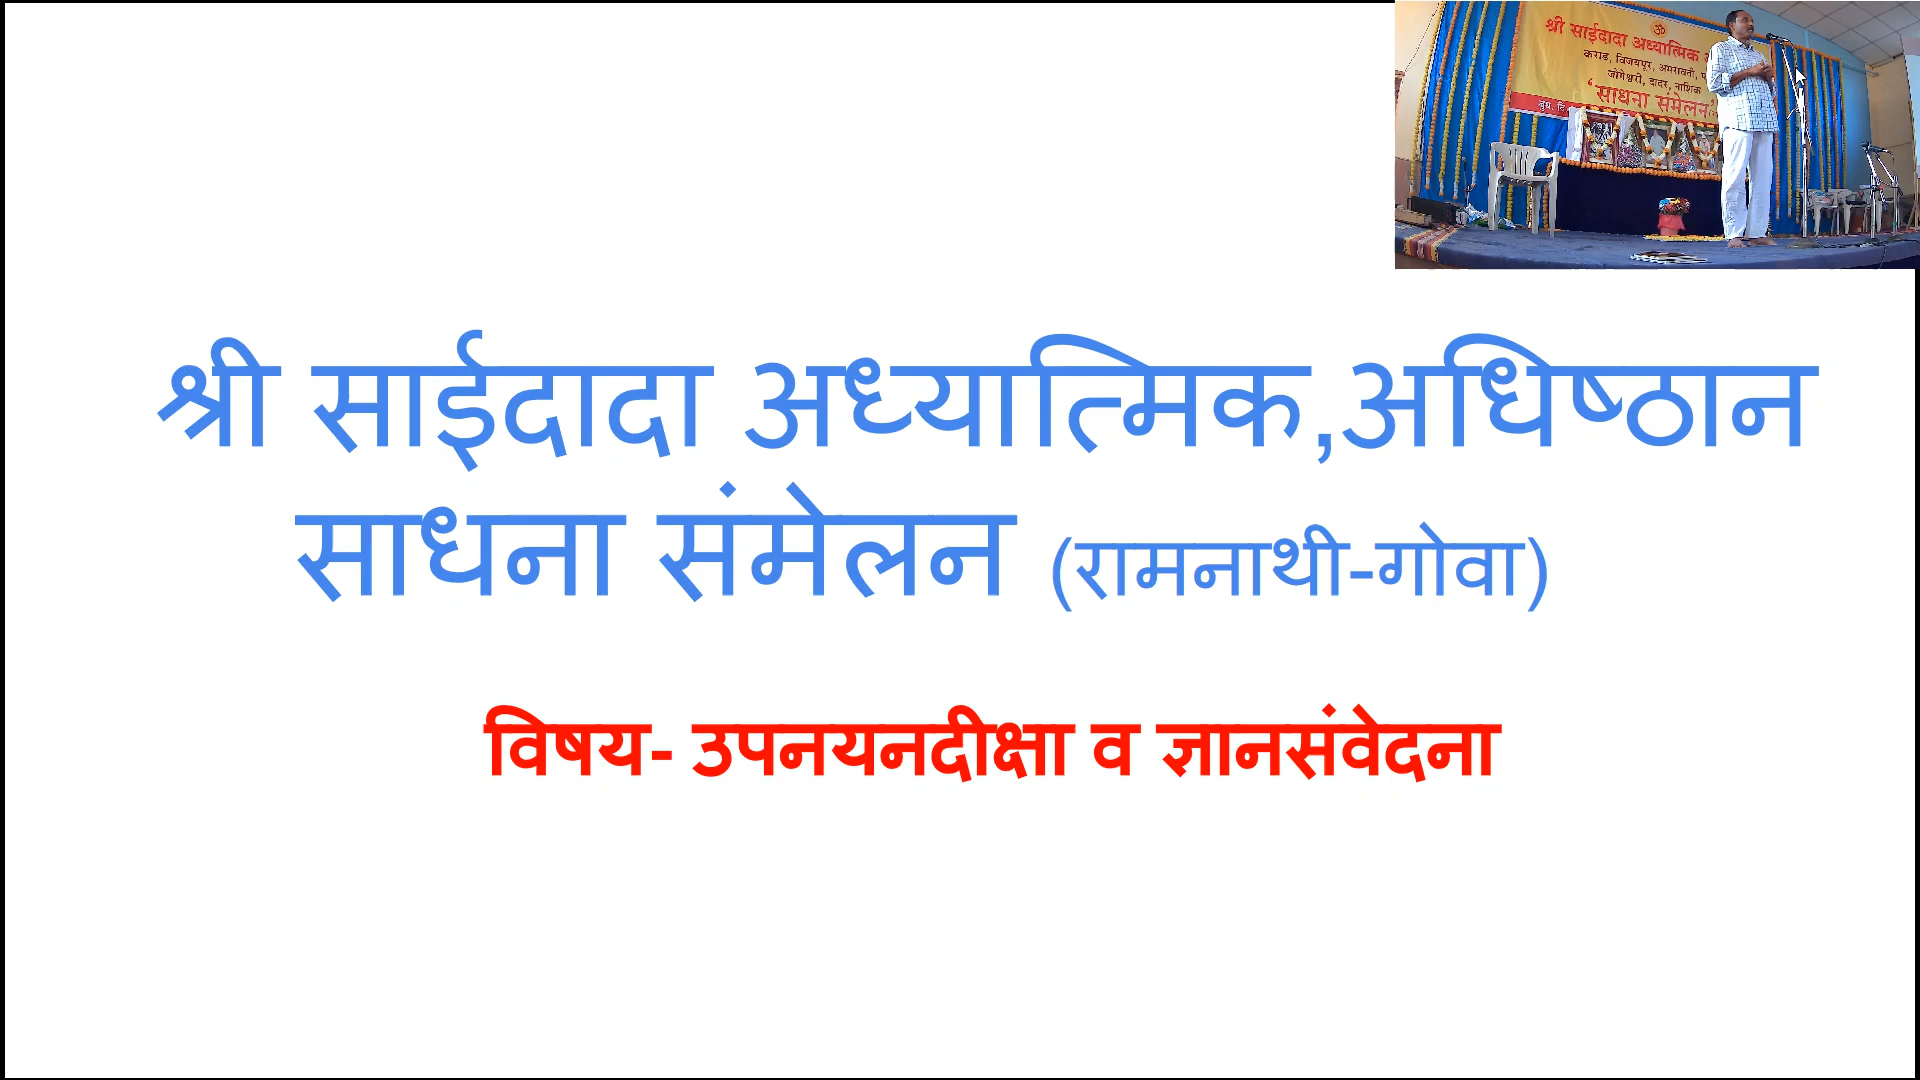 श्री साईदादा अध्यात्मिक
कराड, विजयपूर, अमरावती,
जोगेश्वरी, दादर, नाशिक
‘साधना संमेलन’
श्री साईदादा अध्यात्मिक,अधिष्ठान
साधना संमेलन (रामनाथी-गोवा)
विषय- उपनयनदीक्षा व ज्ञानसंवेदना